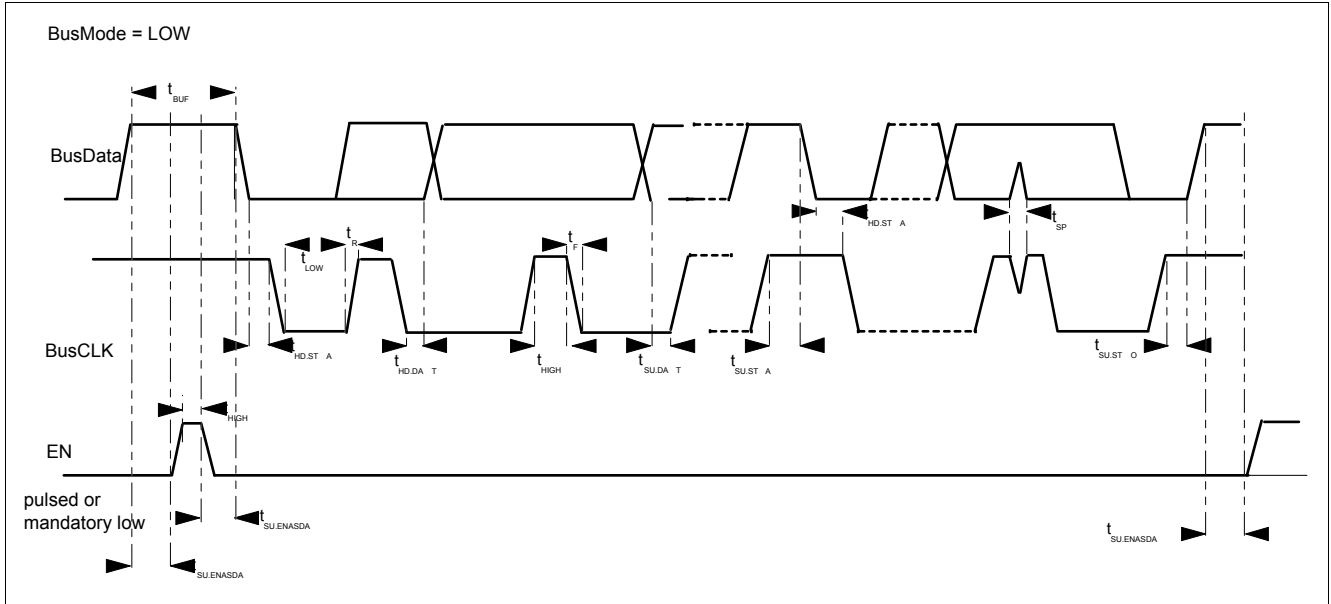 BusMode = LOW
t BUF
BusData
t HD.ST A
t SP
t R
t F
t LOW
BusCLK
t HD.ST A
t HD.DA T
t HIGH
t SU.DA T
t SU.ST A
t SU.ST O
t HIGH
EN
pulsed or
mandatory low
t SU.ENASDA
t SU.ENASDA
t SU.ENASDA